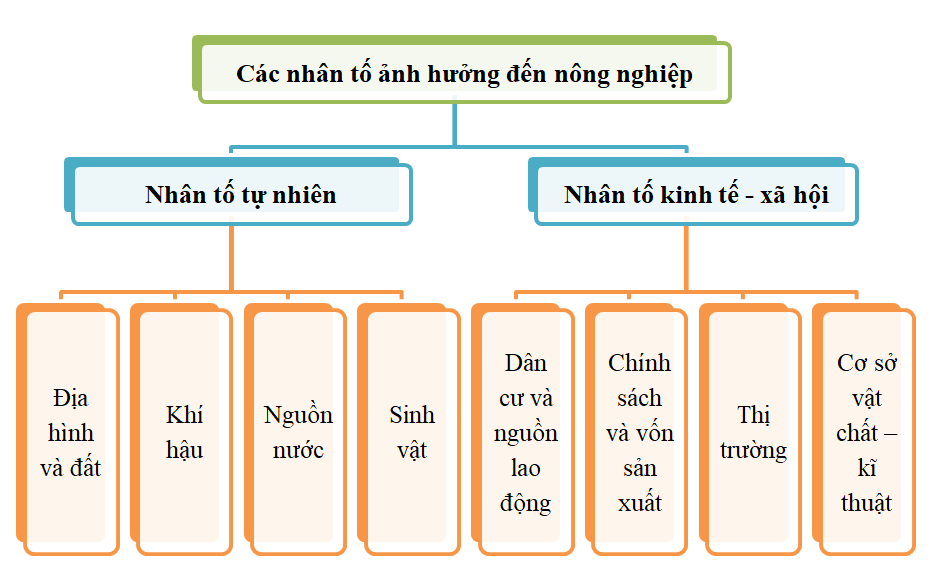 Các nhân tố ảnh hưởng đến nông nghiệp
Nhân tố tự nhiên
Nhân tố kinh tế - xã hội
Địa
hình
và đất
Khí
hậu
Nguồn
nước
Sinh
vật
Dân
cư và
nguồn
lao
động
Chính
sách
và vốn
sản
xuất
Thị
trường
Cơ sở
vật
chất –
kĩ
thuật